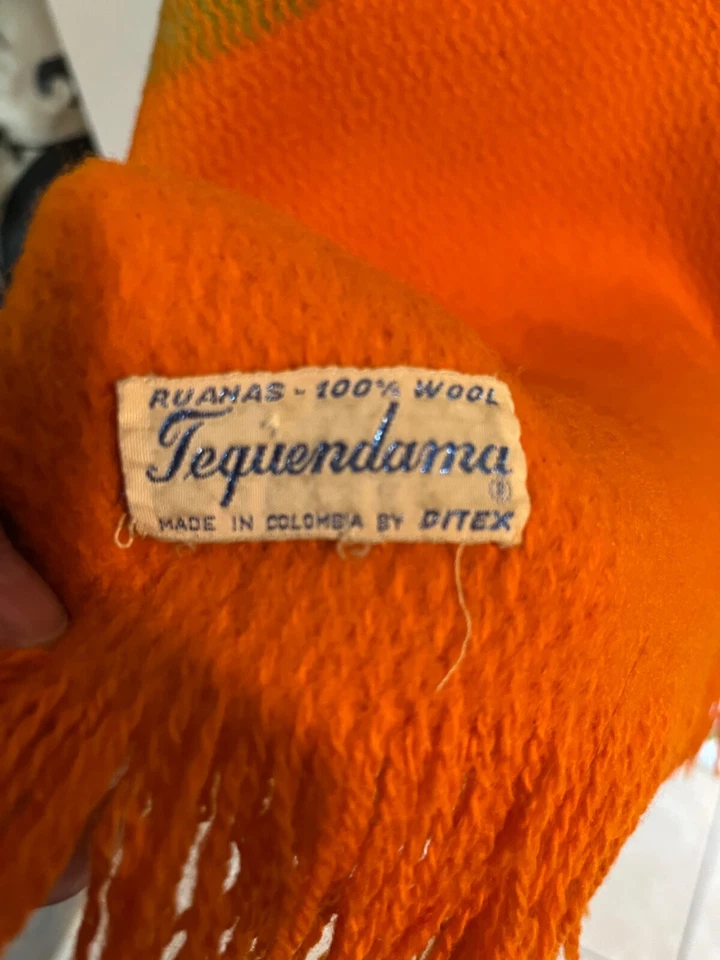 RUANAS - 100% WOOL
Tequendama
®
MADE IN COLOMBIA BY DITEX